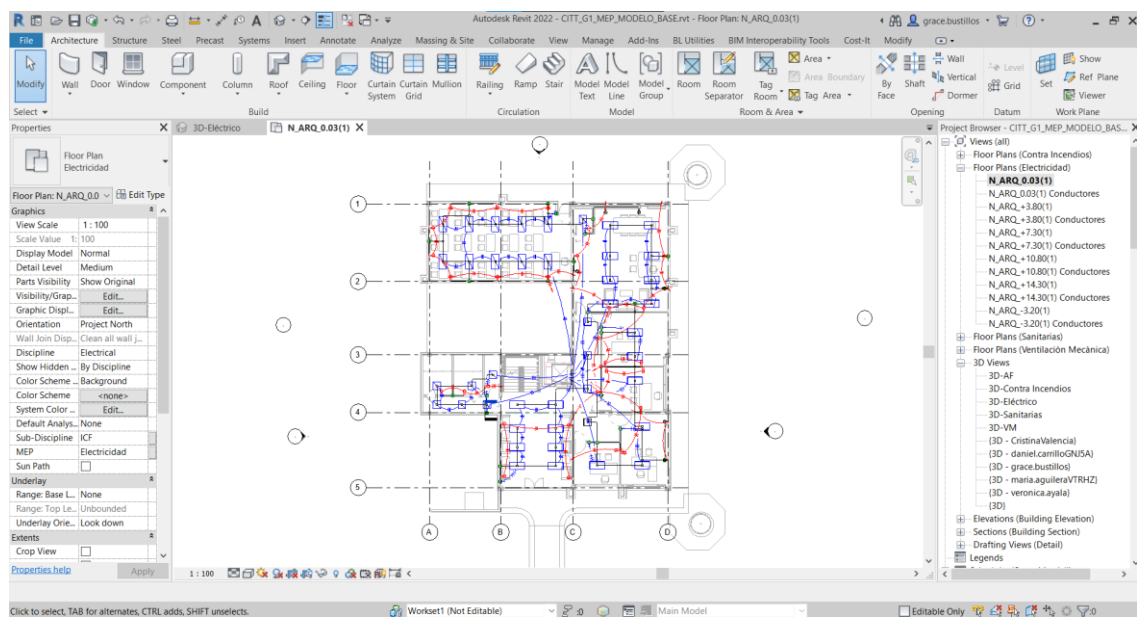 Autodesk Revit 2022 - CITT_G1_MEP_MODELO_BASE.rvt - Floor Plan: N_ARQ_0.03(1)
grace.bustillos
File Architecture Structure Steel Precast Systems Insert Annotate Analyze Massing & Site Collaborate View Manage Add-Ins BL Utilities BIM Interoperability Tools Cost-It Modify
Modify Wall Door Window Component Column Roof Ceiling Floor Curtain System Curtain Grid Mullion Railing Ramp Stair Model Text Model Line Model Group Room Room Separator Tag Room Area Area Boundary Tag Area By Face Shaft Wall Vertical Dormer Level Grid Set Show Ref Plane Viewer
Select Build Circulation Model Room & Area Opening Datum Work Plane
Properties
Floor Plan
Electricidad
Floor Plan: N_ARQ_0.0 Edit Type
Graphics
View Scale 1 : 100
Scale Value 1: 100
Display Model Normal
Detail Level Medium
Parts Visibility Show Original
Visibility/Grap... Edit...
Graphic Displ... Edit...
Orientation Project North
Wall Join Disp... Clean all wall j...
Discipline Electrical
Show Hidden ... By Discipline
Color Scheme ... Background
Color Scheme <none>
System Color ... Edit...
Default Analys... None
Sub-Discipline ICF
MEP Electricidad
Sun Path
Underlay
Range: Base L... None
Range: Top Le... Unbounded
Underlay Orie... Look down
Extents
Crop View
Properties help Apply
3D-Eléctrico N_ARQ_0.03(1)
1
2
3
4
5
A B C D
1 : 100
Project Browser - CITT_G1_MEP_MODELO_BAS...
Views (all)
Floor Plans (Contra Incendios)
Floor Plans (Electricidad)
N_ARQ_0.03(1)
N_ARQ_0.03(1) Conductores
N_ARQ_+3.80(1)
N_ARQ_+3.80(1) Conductores
N_ARQ_+7.30(1)
N_ARQ_+7.30(1) Conductores
N_ARQ_+10.80(1)
N_ARQ_+10.80(1) Conductores
N_ARQ_+14.30(1)
N_ARQ_+14.30(1) Conductores
N_ARQ_-3.20(1)
N_ARQ_-3.20(1) Conductores
Floor Plans (Sanitarias)
Floor Plans (Ventilación Mecànica)
3D Views
3D-AF
3D-Contra Incendios
3D-Eléctrico
3D-Sanitarias
3D-VM
{3D - CristinaValencia}
{3D - daniel.carrilloGNJ5A}
{3D - grace.bustillos}
{3D - maria.aguileraVTRHZ}
{3D - veronica.ayala}
{3D}
Elevations (Building Elevation)
Sections (Building Section)
Drafting Views (Detail)
Legends
Click to select, TAB for alternates, CTRL adds, SHIFT unselects. Workset1 (Not Editable) :0 Main Model Editable Only :0